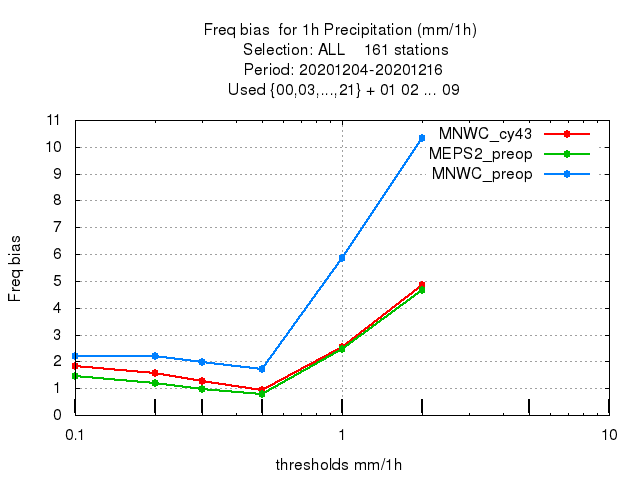 Freq bias  for 1h Precipitation (mm/1h)
Selection: ALL    161 stations
Period: 20201204-20201216
Used {00,03,...,21} + 01 02 ... 09
MNWC_cy43
MEPS2_preop
MNWC_preop
11
10
9
8
7
6
5
4
3
2
1
0
Freq bias
0.1
1
10
thresholds mm/1h